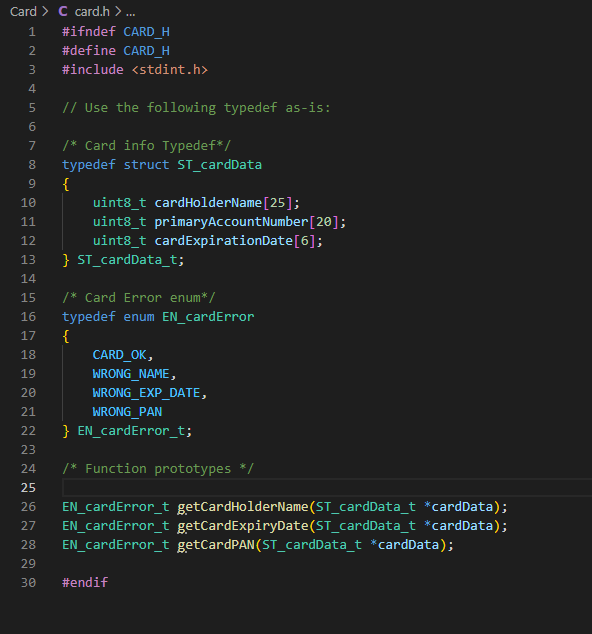 Card > C card.h > ...
1 #ifndef CARD_H
2 #define CARD_H
3 #include <stdint.h>
4
5 // Use the following typedef as-is:
6
7 /* Card info Typedef*/
8 typedef struct ST_cardData
9 {
10     uint8_t cardHolderName[25];
11     uint8_t primaryAccountNumber[20];
12     uint8_t cardExpirationDate[6];
13 } ST_cardData_t;
14
15 /* Card Error enum*/
16 typedef enum EN_cardError
17 {
18     CARD_OK,
19     WRONG_NAME,
20     WRONG_EXP_DATE,
21     WRONG_PAN
22 } EN_cardError_t;
23
24 /* Function prototypes */
25
26 EN_cardError_t getCardHolderName(ST_cardData_t *cardData);
27 EN_cardError_t getCardExpiryDate(ST_cardData_t *cardData);
28 EN_cardError_t getCardPAN(ST_cardData_t *cardData);
29
30 #endif